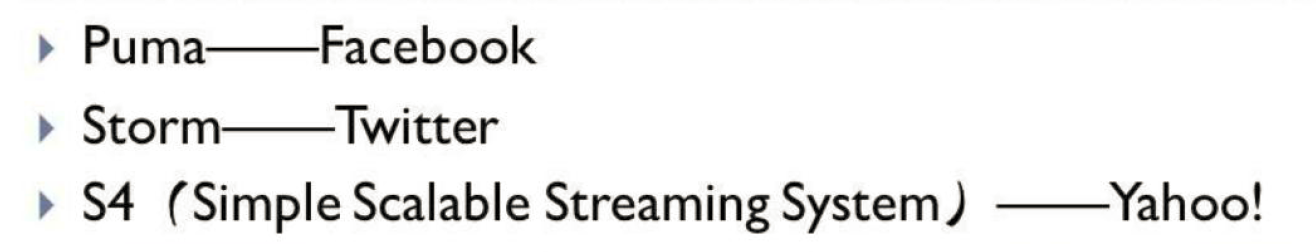 Puma——Facebook
Storm——Twitter
S4（Simple Scalable Streaming System）——Yahoo!